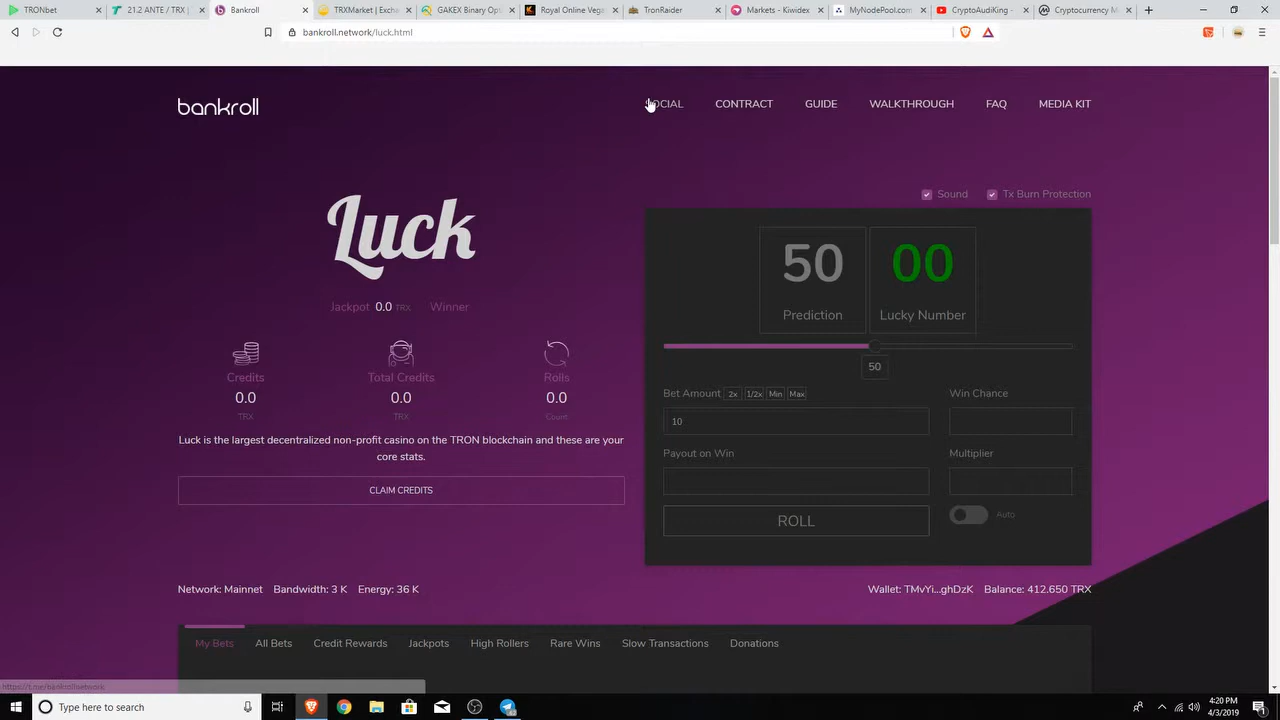 TRONbet
21.2 ANTE / TRX |
Bankroll
TRXMarket | Exche
GAKEX Binary Opti
Royal Online Vega
TronRaider
Markets - Kiwidex
MyNodePool.com
CryptoAudiKing -
Cryptocurrency M
bankroll.network/luck.html
bankroll
SOCIAL CONTRACT GUIDE WALKTHROUGH FAQ MEDIA KIT
Sound Tx Burn Protection
Luck
50 00
Prediction Lucky Number
Jackpot 0.0 TRX Winner
50
Credits Total Credits Rolls
0.0 0.0 0.0
TRX TRX Count
Luck is the largest decentralized non-profit casino on the TRON blockchain and these are your
core stats.
CLAIM CREDITS
Bet Amount 2x 1/2x Min Max Win Chance
10
Payout on Win Multiplier
ROLL Auto
Network: Mainnet Bandwidth: 3 K Energy: 36 K Wallet: TMvYi...ghDzK Balance: 412.650 TRX
My Bets All Bets Credit Rewards Jackpots High Rollers Rare Wins Slow Transactions Donations
https://t.me/bankrollnetwork
Type here to search
4:20 PM
4/3/2019